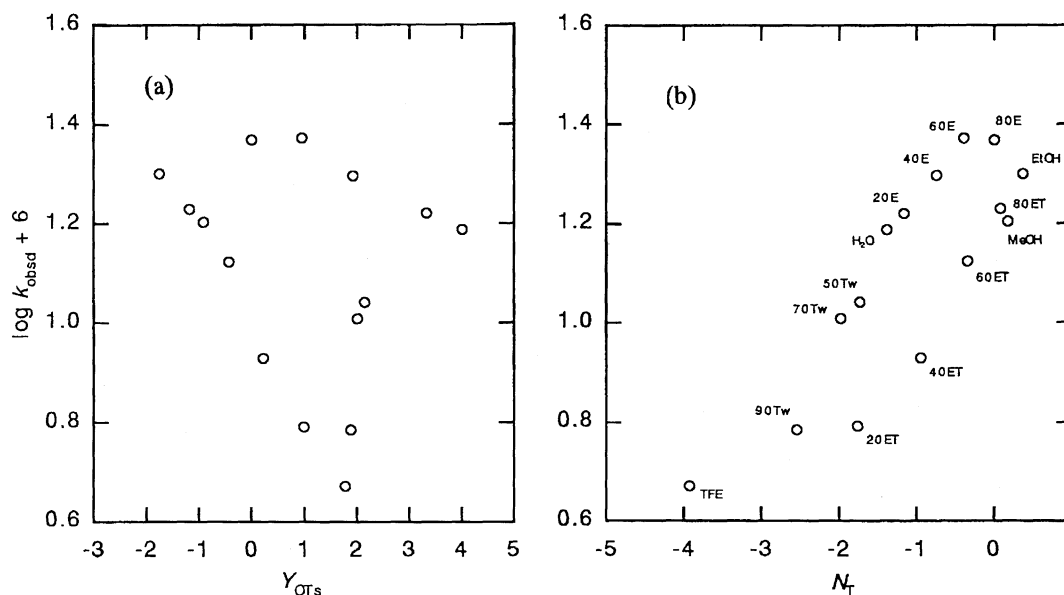 (a)
log k_obsd + 6
1.6
1.4
1.2
1.0
0.8
0.6
-3 -2 -1 0 1 2 3 4 5
Y_OTs
(b)
1.6
1.4
1.2
1.0
0.8
0.6
60E
80E
40E
EtOH
20E
80ET
H₂O
MeOH
60ET
50Tw
70Tw
40ET
90Tw
20ET
TFE
-5 -4 -3 -2 -1 0
N_T